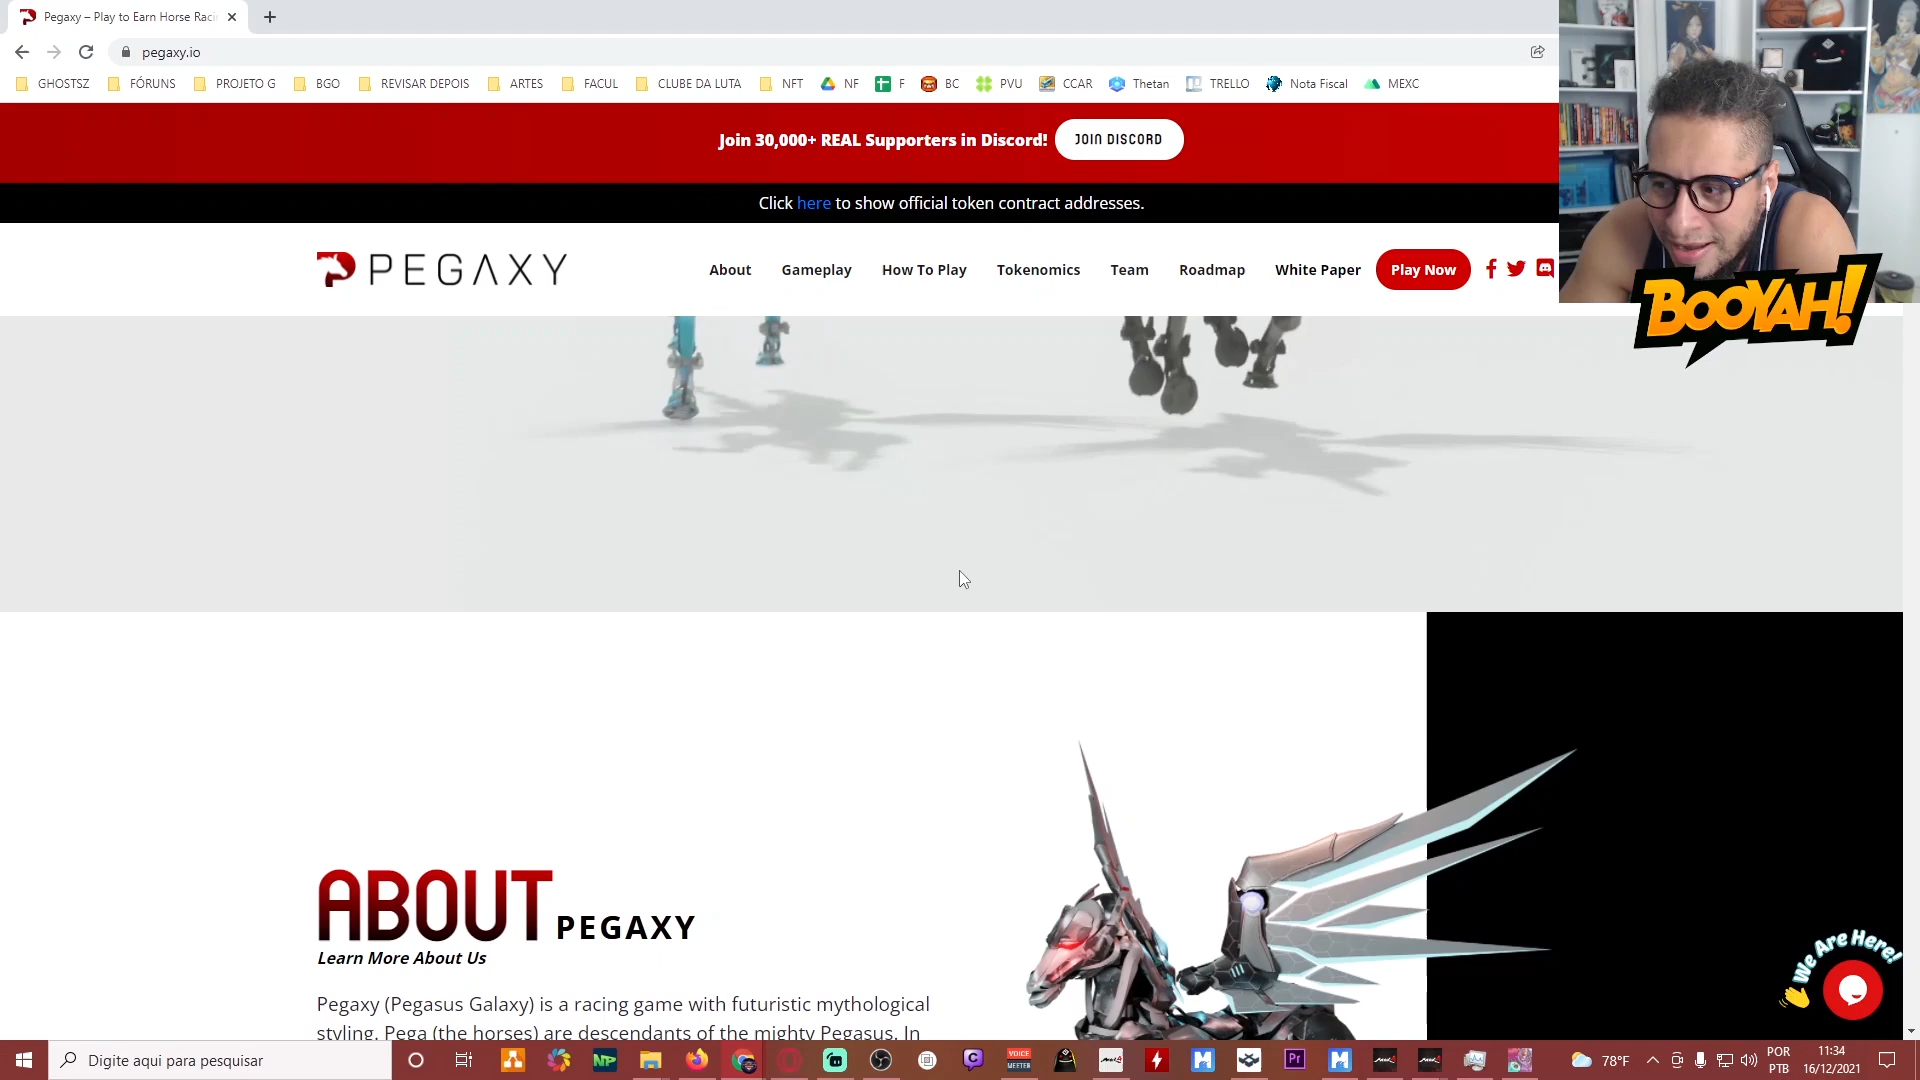 Pegaxy – Play to Earn Horse Raci
pegaxy.io
GHOSTSZ FÓRUNS PROJETO G BGO REVISAR DEPOIS ARTES FACUL CLUBE DA LUTA NFT NF F BC PVU CCAR Thetan TRELLO Nota Fiscal MEXC
Join 30,000+ REAL Supporters in Discord! JOIN DISCORD
Click here to show official token contract addresses.
PEGAXY About Gameplay How To Play Tokenomics Team Roadmap White Paper Play Now
BOOYAH!
ABOUT PEGAXY
Learn More About Us
Pegaxy (Pegasus Galaxy) is a racing game with futuristic mythological
styling. Pega (the horses) are descendants of the mighty Pegasus. In
We Are Here!
Digite aqui para pesquisar
NP
VOICE
MEETER
Pr
78°F
POR
PTB
11:34
16/12/2021